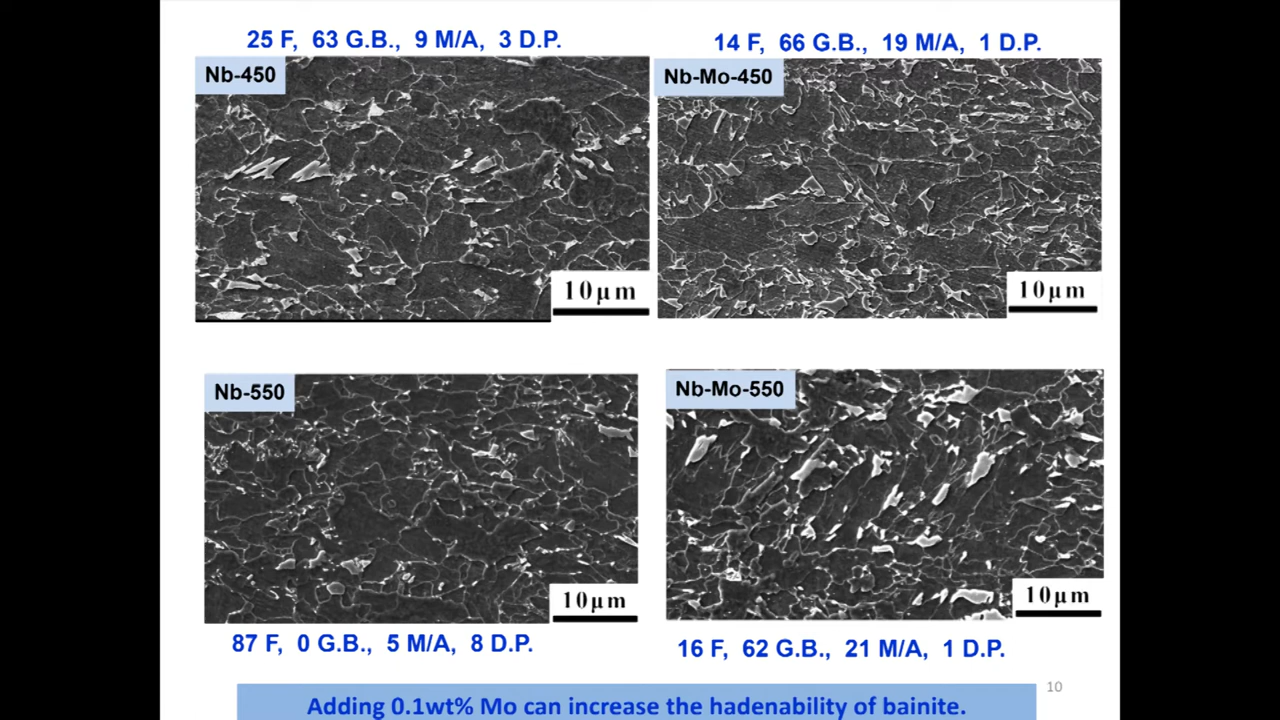 25 F, 63 G.B., 9 M/A, 3 D.P.
14 F, 66 G.B., 19 M/A, 1 D.P.
Nb-450
Nb-Mo-450
10μm
10μm
Nb-550
Nb-Mo-550
10μm
10μm
87 F, 0 G.B., 5 M/A, 8 D.P.
16 F, 62 G.B., 21 M/A, 1 D.P.
10
Adding 0.1wt% Mo can increase the hadenability of bainite.